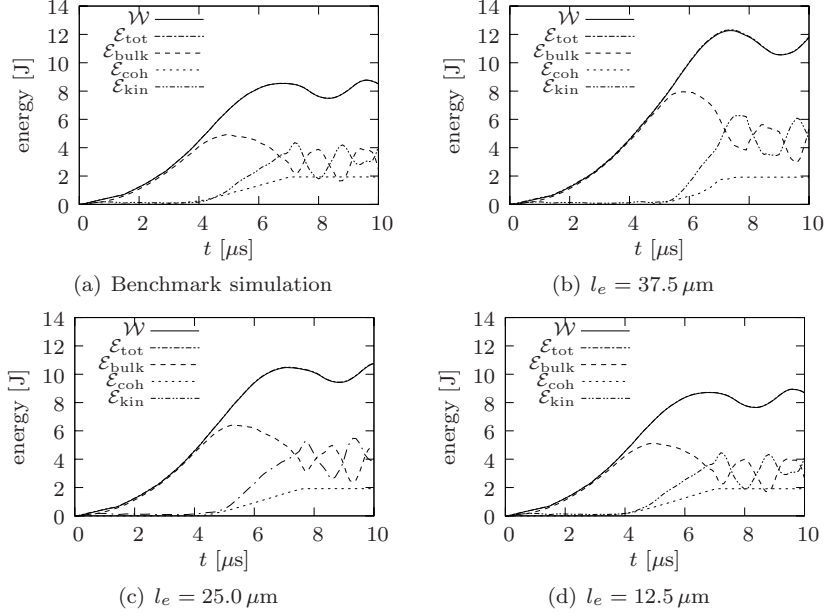 14
12
10
8
6
4
2
0
energy [J]
𝒲
ℰtot
ℰbulk
ℰcoh
ℰkin
0 2 4 6 8 10
t [μs]
(a) Benchmark simulation
14
12
10
8
6
4
2
0
energy [J]
𝒲
ℰtot
ℰbulk
ℰcoh
ℰkin
0 2 4 6 8 10
t [μs]
(b) lₑ = 37.5 μm
14
12
10
8
6
4
2
0
energy [J]
𝒲
ℰtot
ℰbulk
ℰcoh
ℰkin
0 2 4 6 8 10
t [μs]
(c) lₑ = 25.0 μm
14
12
10
8
6
4
2
0
energy [J]
𝒲
ℰtot
ℰbulk
ℰcoh
ℰkin
0 2 4 6 8 10
t [μs]
(d) lₑ = 12.5 μm